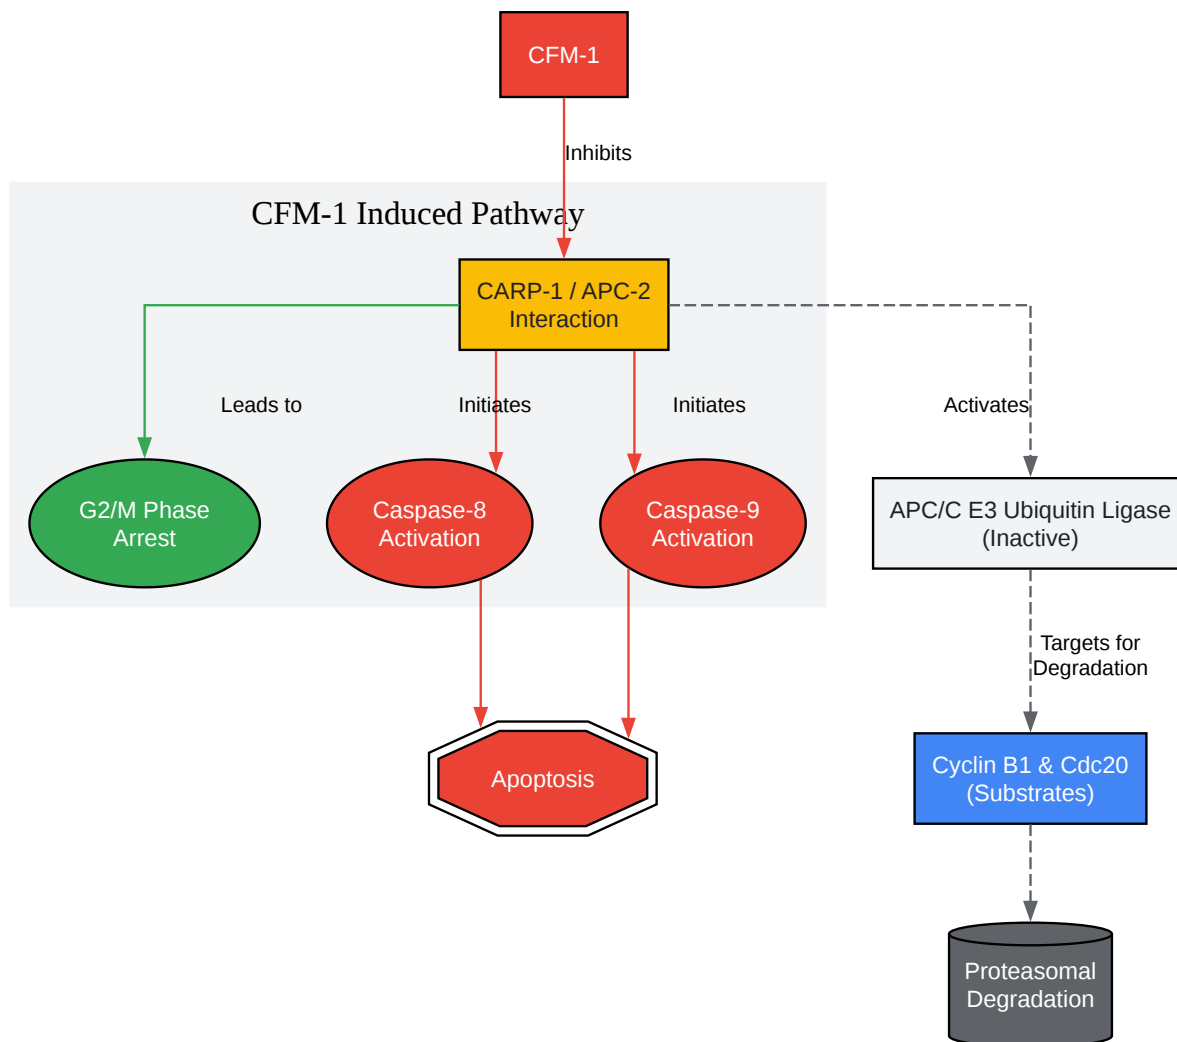 CFM-1
Inhibits
CFM-1 Induced Pathway
CARP-1 / APC-2
Interaction
Leads to
Initiates
Initiates
Activates
G2/M Phase
Arrest
Caspase-8
Activation
Caspase-9
Activation
APC/C E3 Ubiquitin Ligase
(Inactive)
Targets for
Degradation
Apoptosis
Cyclin B1 & Cdc20
(Substrates)
Proteasomal
Degradation